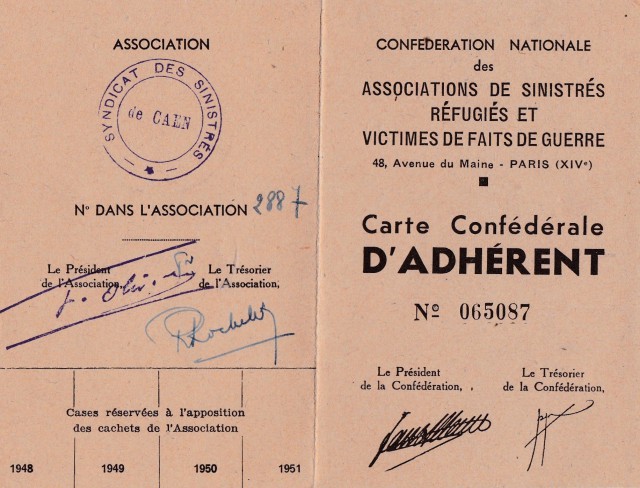 ASSOCIATION
SYNDICAT DES SINISTRÉS
de CAEN
Nº DANS L'ASSOCIATION 2887
Le Président
de l'Association,
Le Trésorier
de l'Association,
Cases réservées à l'apposition
des cachets de l'Association
1948 1949 1950 1951
CONFEDERATION NATIONALE
des
ASSOCIATIONS DE SINISTRÉS
RÉFUGIÉS ET
VICTIMES DE FAITS DE GUERRE
48, Avenue du Maine - PARIS (XIVe)
Carte Confédérale
D'ADHÉRENT
Nº 065087
Le Président
de la Confédération,
Le Trésorier
de la Confédération,